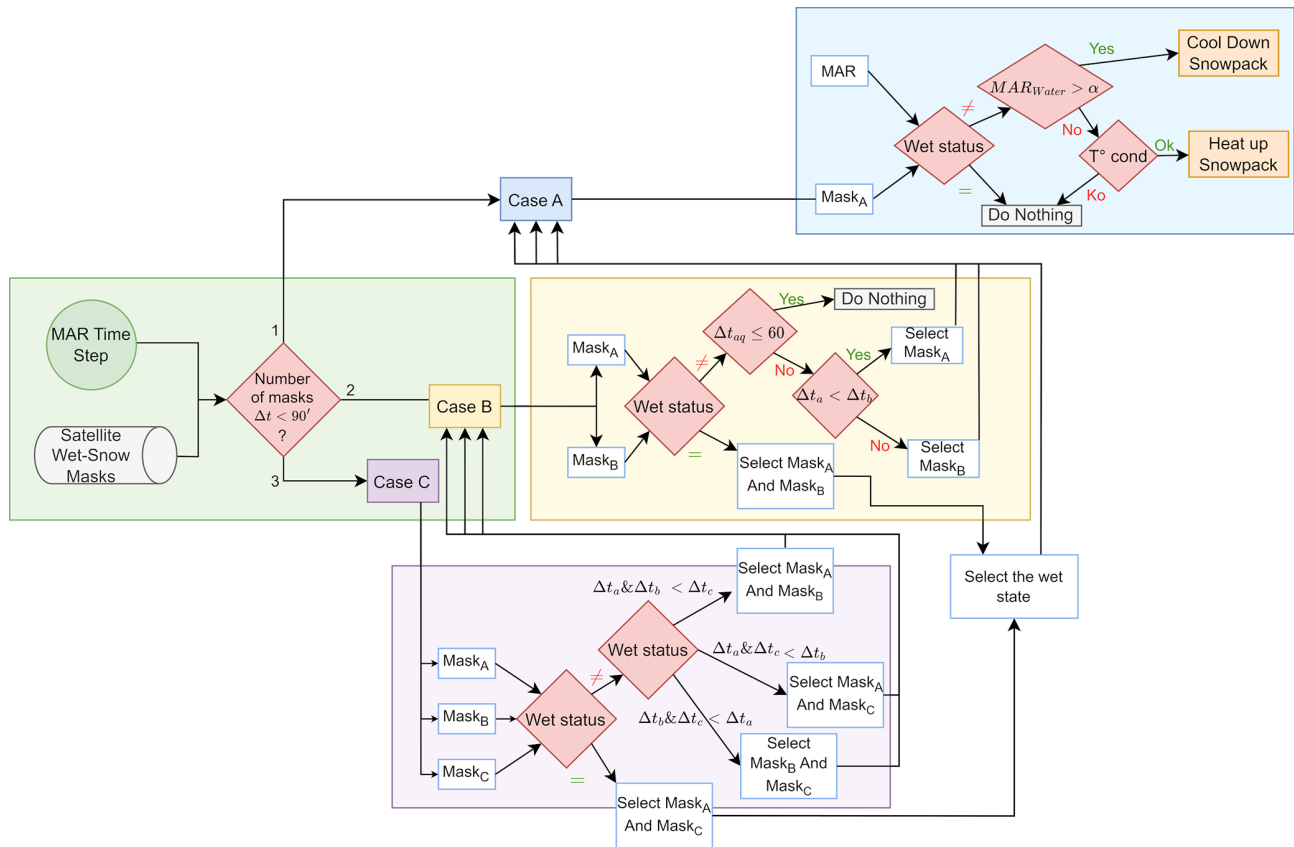 MAR
Mask_A
Wet status
≠
=
MAR_Water > α
Yes
No
Cool Down
Snowpack
T° cond
Ok
Ko
Heat up
Snowpack
Do Nothing
Case A
MAR Time
Step
Satellite
Wet-Snow
Masks
Number
of masks
Δt < 90′
?
1
2
3
Case B
Case C
Mask_A
Mask_B
Wet status
≠
=
Δt_aq ≤ 60
Yes
Do Nothing
No
Δt_a < Δt_b
Yes
Select
Mask_A
No
Select
Mask_B
Select Mask_A
And Mask_B
Select the wet
state
Mask_A
Mask_B
Mask_C
Wet status
≠
=
Wet status
Δt_a&Δt_b < Δt_c
Select Mask_A
And Mask_B
Δt_a&Δt_c < Δt_b
Select Mask_A
And Mask_C
Δt_b&Δt_c < Δt_a
Select
Mask_B And
Mask_C
Select Mask_A
And Mask_C